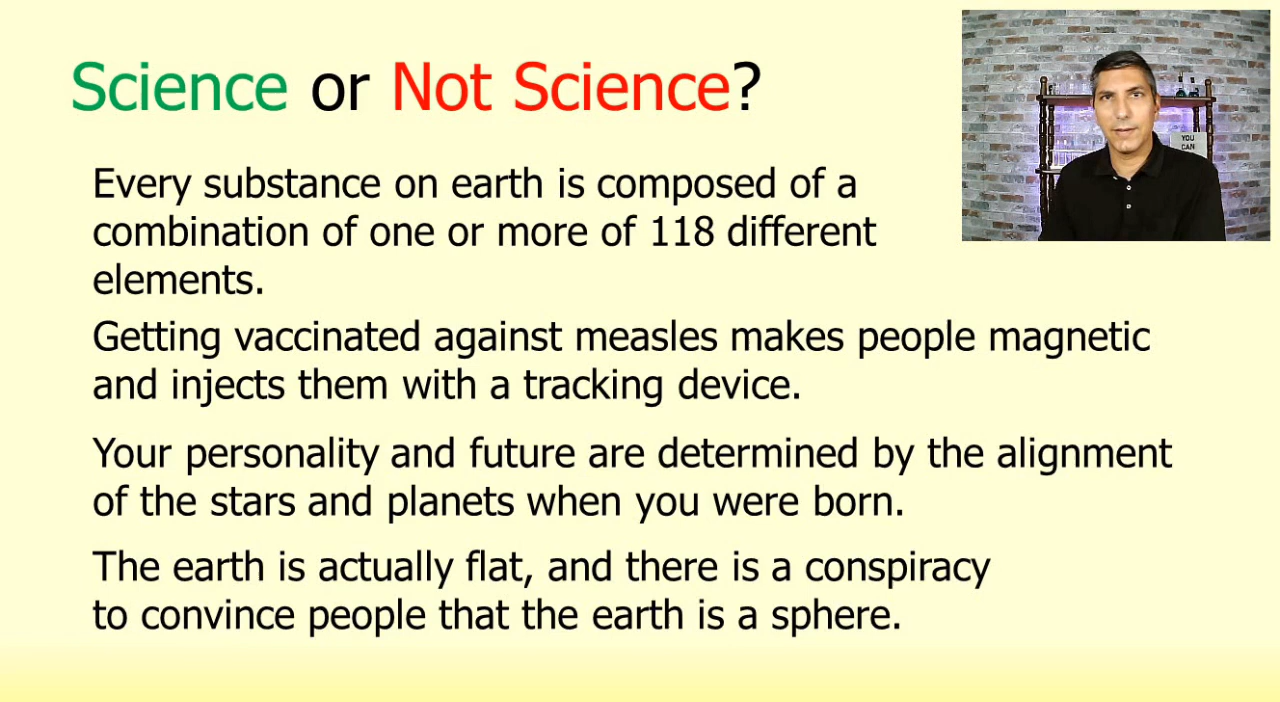 Science or Not Science?
Every substance on earth is composed of a
combination of one or more of 118 different
elements.
Getting vaccinated against measles makes people magnetic
and injects them with a tracking device.
Your personality and future are determined by the alignment
of the stars and planets when you were born.
The earth is actually flat, and there is a conspiracy
to convince people that the earth is a sphere.
YOU
CAN